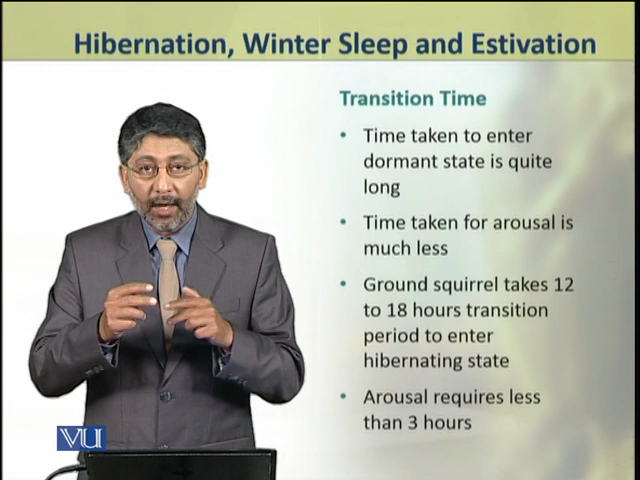 Hibernation, Winter Sleep and Estivation
Transition Time
• Time taken to enter
dormant state is quite
long
• Time taken for arousal is
much less
• Ground squirrel takes 12
to 18 hours transition
period to enter
hibernating state
• Arousal requires less
than 3 hours
VU